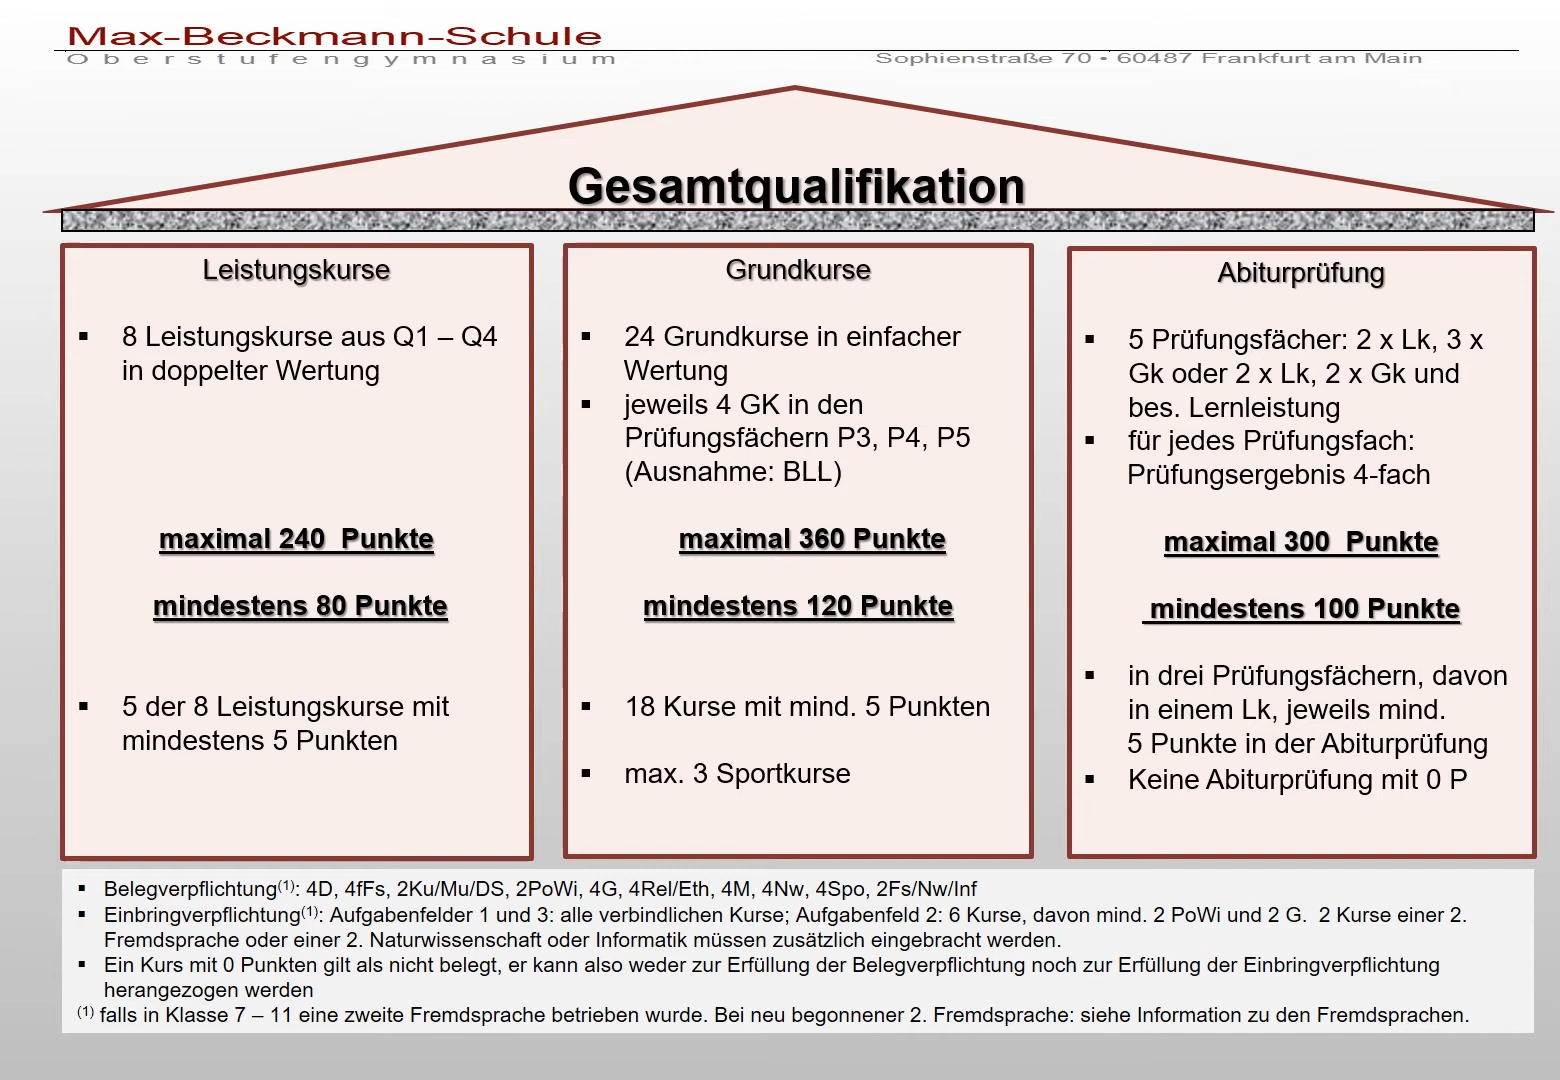 Max-Beckmann-Schule
Oberstufengymnasium
Sophienstraße 70 • 60487 Frankfurt am Main
Gesamtqualifikation
Leistungskurse
▪ 8 Leistungskurse aus Q1 – Q4
in doppelter Wertung
maximal 240 Punkte
mindestens 80 Punkte
▪ 5 der 8 Leistungskurse mit
mindestens 5 Punkten
Grundkurse
▪ 24 Grundkurse in einfacher
Wertung
▪ jeweils 4 GK in den
Prüfungsfächern P3, P4, P5
(Ausnahme: BLL)
maximal 360 Punkte
mindestens 120 Punkte
▪ 18 Kurse mit mind. 5 Punkten
▪ max. 3 Sportkurse
Abiturprüfung
▪ 5 Prüfungsfächer: 2 x Lk, 3 x
Gk oder 2 x Lk, 2 x Gk und
bes. Lernleistung
▪ für jedes Prüfungsfach:
Prüfungsergebnis 4-fach
maximal 300 Punkte
mindestens 100 Punkte
▪ in drei Prüfungsfächern, davon
in einem Lk, jeweils mind.
5 Punkte in der Abiturprüfung
▪ Keine Abiturprüfung mit 0 P
▪ Belegverpflichtung(1): 4D, 4fFs, 2Ku/Mu/DS, 2PoWi, 4G, 4Rel/Eth, 4M, 4Nw, 4Spo, 2Fs/Nw/Inf
▪ Einbringverpflichtung(1): Aufgabenfelder 1 und 3: alle verbindlichen Kurse; Aufgabenfeld 2: 6 Kurse, davon mind. 2 PoWi und 2 G. 2 Kurse einer 2.
Fremdsprache oder einer 2. Naturwissenschaft oder Informatik müssen zusätzlich eingebracht werden.
▪ Ein Kurs mit 0 Punkten gilt als nicht belegt, er kann also weder zur Erfüllung der Belegverpflichtung noch zur Erfüllung der Einbringverpflichtung
herangezogen werden
(1) falls in Klasse 7 – 11 eine zweite Fremdsprache betrieben wurde. Bei neu begonnener 2. Fremdsprache: siehe Information zu den Fremdsprachen.